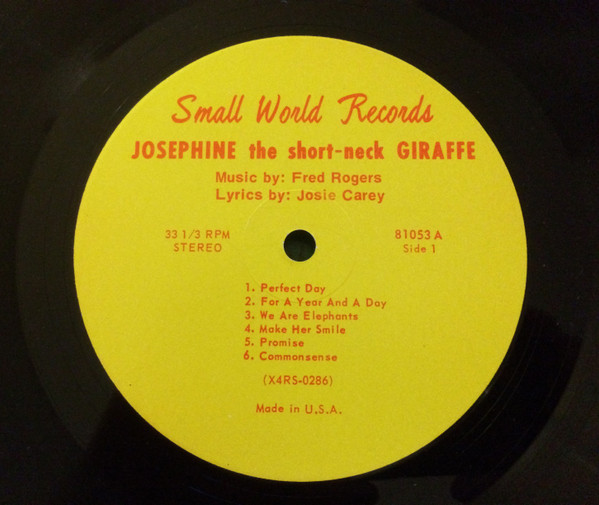 Small World Records
JOSEPHINE the short-neck GIRAFFE
Music by: Fred Rogers
Lyrics by: Josie Carey
33 1/3 RPM
STEREO
81053 A
Side 1
1. Perfect Day
2. For A Year And A Day
3. We Are Elephants
4. Make Her Smile
5. Promise
6. Commonsense
(X4RS-0286)
Made in U.S.A.